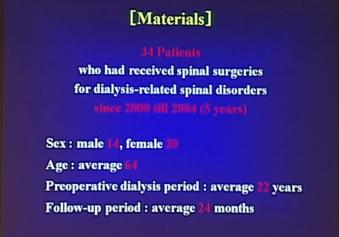 [Materials]
34 Patients
who had received spinal surgeries
for dialysis-related spinal disorders
since 2000 till 2004 (5 years)
Sex : male 14, female 20
Age : average 64
Preoperative dialysis period : average 22 years
Follow-up period : average 24 months